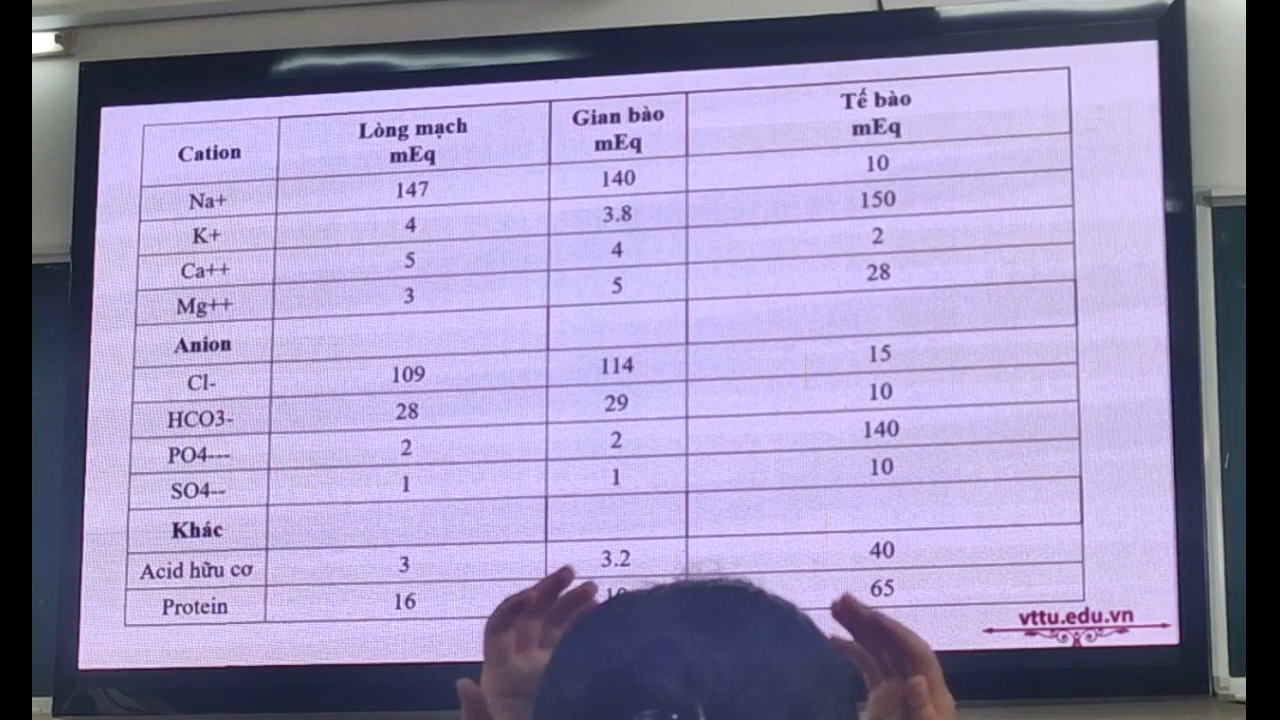 Cation Lòng mạch mEq Gian bào mEq Tế bào mEq
Na+ 147 140 10
K+ 4 3.8 150
Ca++ 5 4 2
Mg++ 3 5 28
Anion
Cl- 109 114 15
HCO3- 28 29 10
PO4--- 2 2 140
SO4-- 1 1 10
Khác
Acid hữu cơ 3 3.2 40
Protein 16 65
vttu.edu.vn